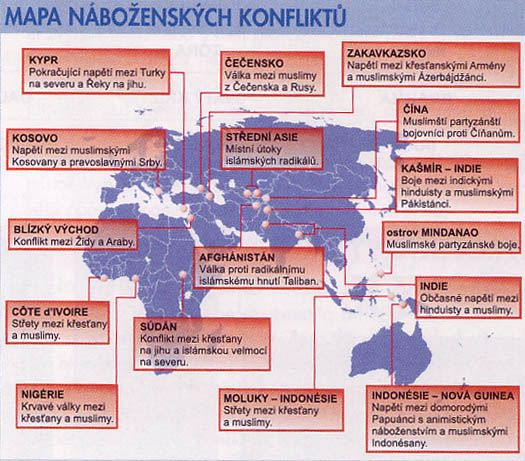 MAPA NÁBOŽENSKÝCH KONFLIKTŮ
KYPR
Pokračující napětí mezi Turky
na severu a Řeky na jihu.
ČEČENSKO
Válka mezi muslimy
z Čečenska a Rusy.
ZAKAVKAZSKO
Napětí mezi křesťanskými Armény
a muslimskými Ázerbájdžánci.
ČÍNA
Muslimští partyzánští
bojovníci proti Číňanům.
KOSOVO
Napětí mezi muslimskými
Kosovany a pravoslavnými Srby.
STŘEDNÍ ASIE
Místní útoky
islámských radikálů.
KAŠMÍR – INDIE
Boje mezi indickými
hinduisty a muslimskými
Pákistánci.
BLÍZKÝ VÝCHOD
Konflikt mezi Židy a Araby.
AFGHÁNISTÁN
Válka proti radikálnímu
islámskému hnutí Taliban.
ostrov MINDANAO
Muslimské partyzánské boje.
INDIE
Občasné napětí mezi
hinduisty a muslimy.
CÔTE d'IVOIRE
Střety mezi křesťany
a muslimy.
SÚDÁN
Konflikt mezi křesťany
na jihu a islámskou velmocí
na severu.
NIGÉRIE
Krvavé války mezi
křesťany a muslimy.
MOLUKY – INDONÉSIE
Střety mezi křesťany
a muslimy.
INDONÉSIE – NOVÁ GUINEA
Napětí mezi domorodými
Papuánci s animistickým
náboženstvím a muslimskými
Indonésany.